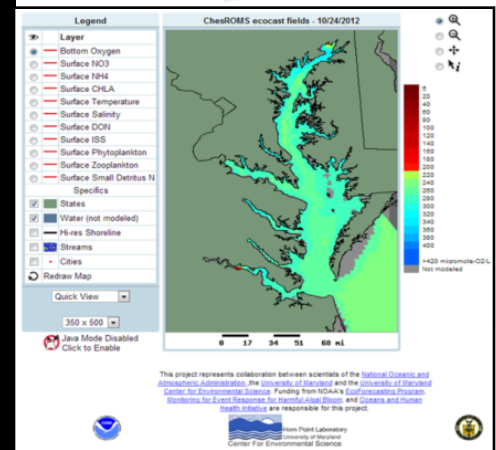 Legend
Layer
Bottom Oxygen
Surface NO3
Surface NH4
Surface CHLA
Surface Temperature
Surface Salinity
Surface DON
Surface ISS
Surface Phytoplankton
Surface Zooplankton
Surface Small Detritus N
Specifics
States
Water (not modeled)
Hi-res Shoreline
Streams
Cities
Redraw Map
Quick View
350 x 500
Java Mode Disabled
Click to Enable
ChesROMS ecocast fields - 10/24/2012
0 17 34 51 68 mi
i
5
20
40
60
80
100
120
140
160
180
200
220
240
260
280
300
320
340
360
380
400
>420 micromole-O2/L
Not modeled
This project represents collaboration between scientists of the National Oceanic and
Atmospheric Administration ,the University of Maryland and the University of Maryland
Center for Environmental Science. Funding from NOAA's EcoForecasting Program,
Monitoring for Event Response for Harmful Algal Bloom, and Oceans and Human
Health Initiative are responsible for this project.
Horn Point Laboratory
University of Maryland
Center For Environmental Science